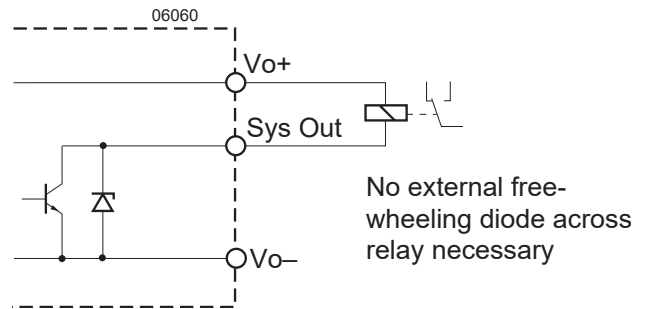 06060
Vo+
Sys Out
No external free-
wheeling diode across
relay necessary
Vo–